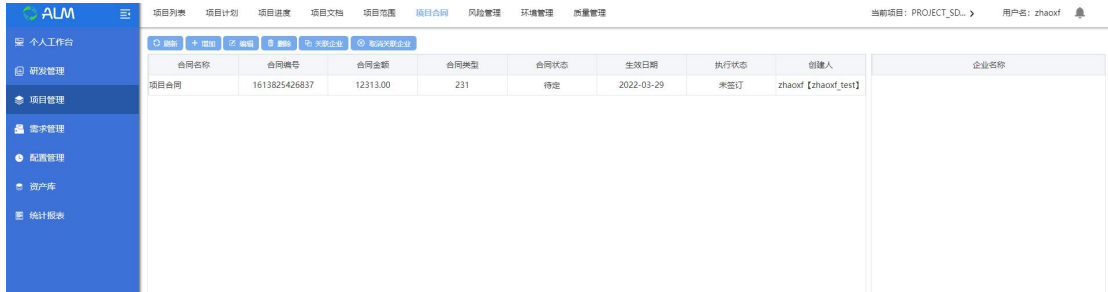 ALM
项目列表 项目计划 项目进度 项目文档 项目范围 项目合同 风险管理 环境管理 质量管理 当前项目：PROJECT_SD... 用户名：zhaoxf
个人工作台
研发管理
项目管理
需求管理
配置管理
资产库
统计报表
刷新 增加 编辑 删除 关联企业 取消关联企业
合同名称 合同编号 合同金额 合同类型 合同状态 生效日期 执行状态 创建人 企业名称
项目合同 1613825426837 12313.00 231 待定 2022-03-29 未签订 zhaoxf【zhaoxf_test】